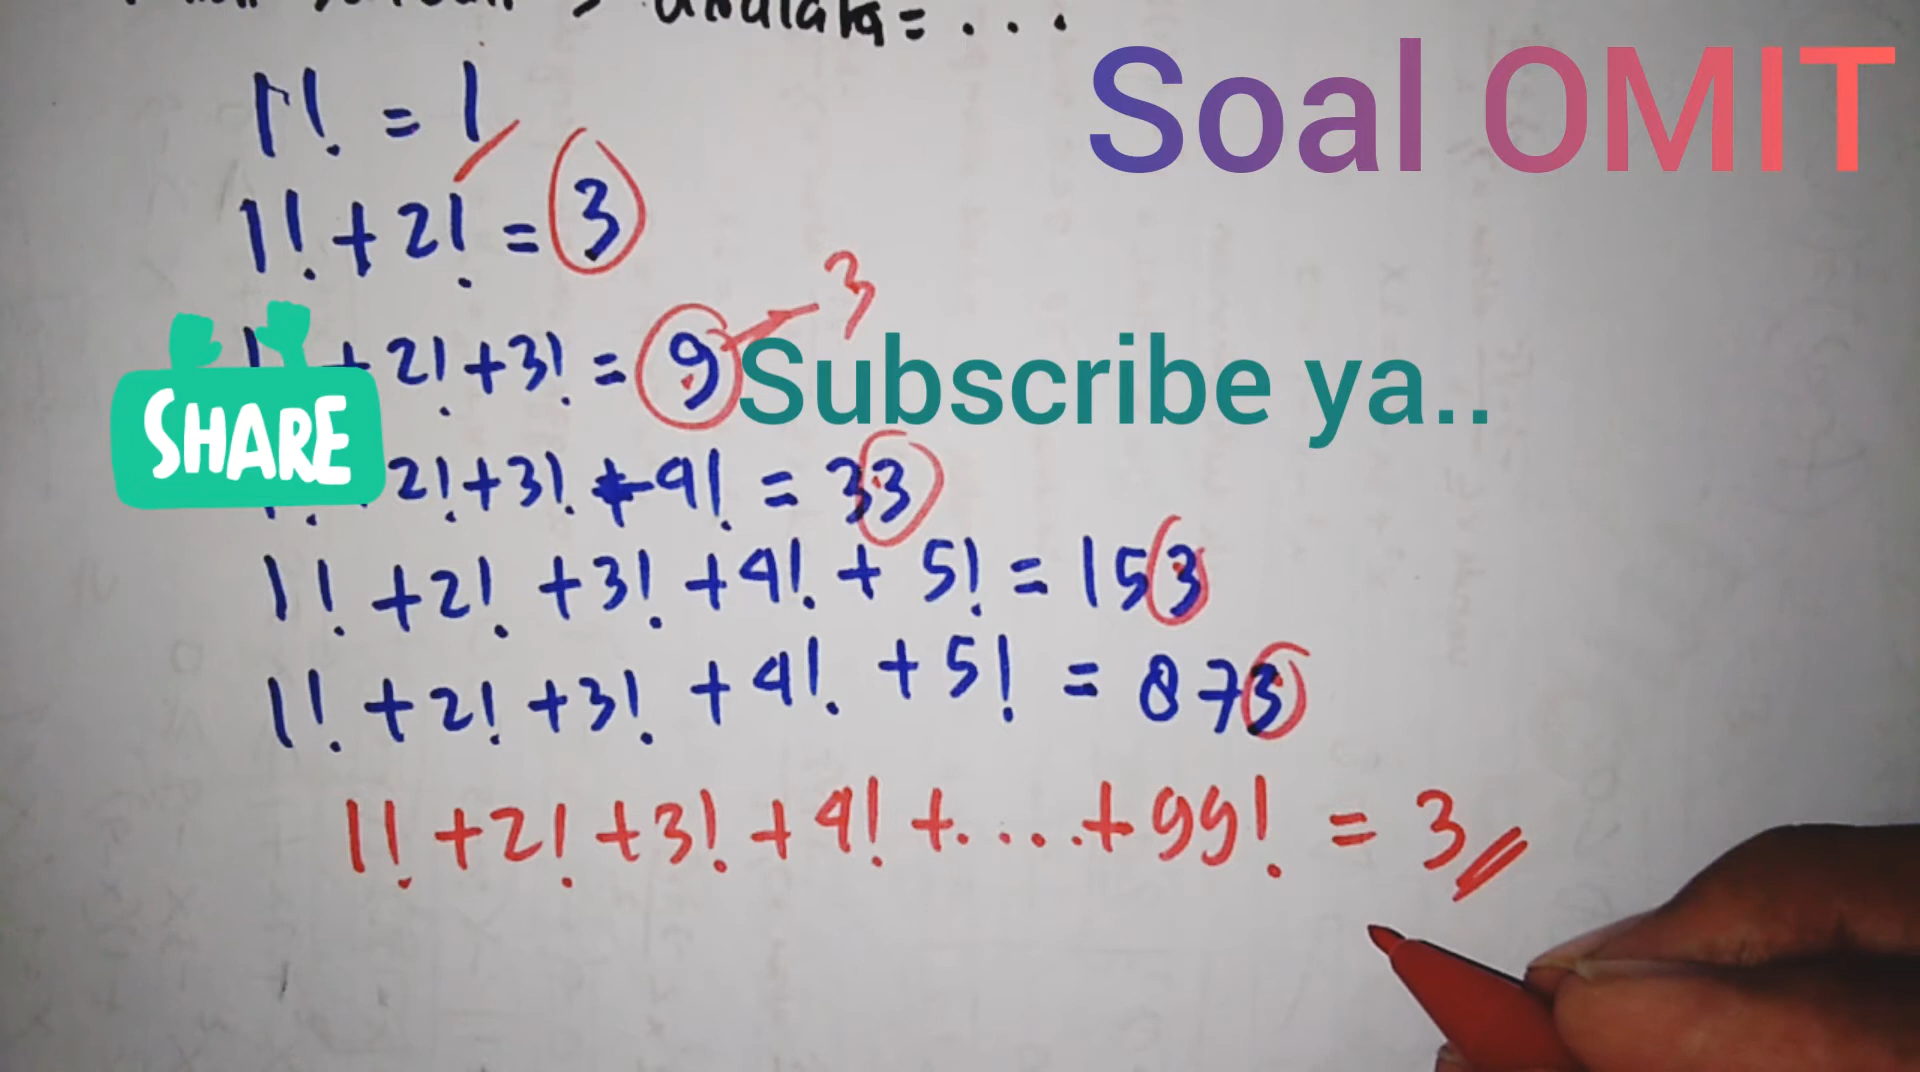 adalah = ...
Soal OMIT
1! = 1
1! + 2! = 3
+ 2! + 3! = 9
3
Subscribe ya..
SHARE
2! + 3! + 4! = 33
1! + 2! + 3! + 4! + 5! = 153
1! + 2! + 3! + 4! + 5! = 873
1! + 2! + 3! + 4! + .... + 99! = 3